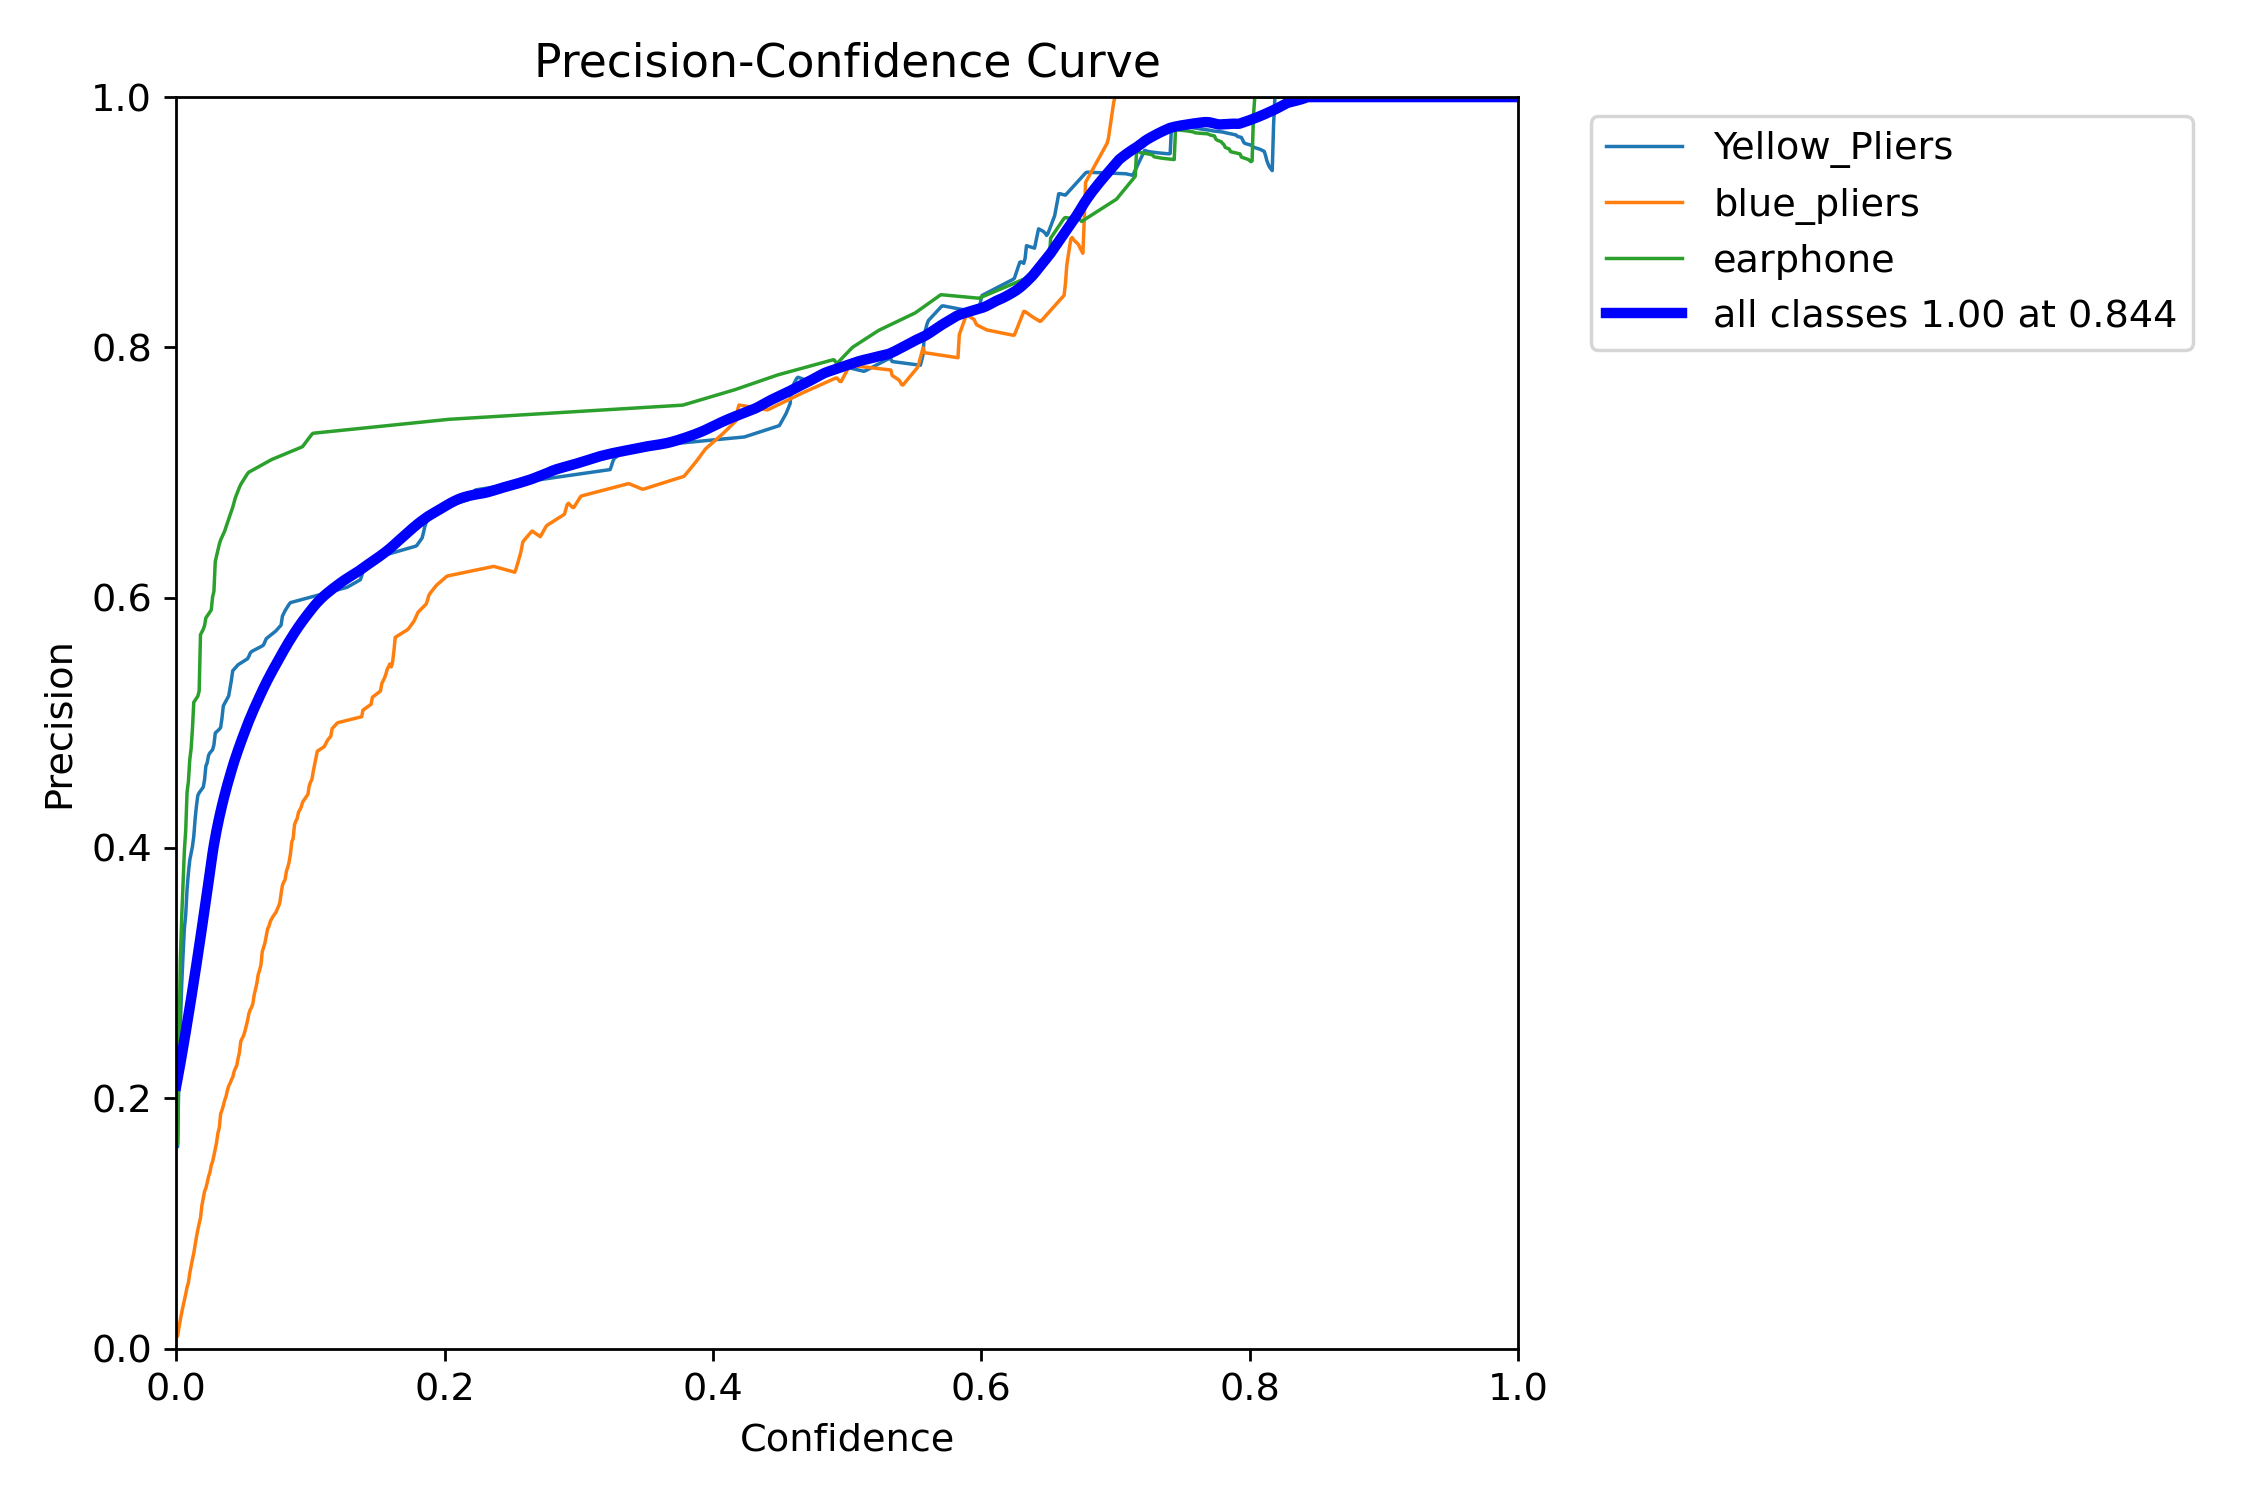 Precision-Confidence Curve
1.0
0.8
0.6
0.4
0.2
0.0
Precision
0.0 0.2 0.4 0.6 0.8 1.0
Confidence
Yellow_Pliers
blue_pliers
earphone
all classes 1.00 at 0.844